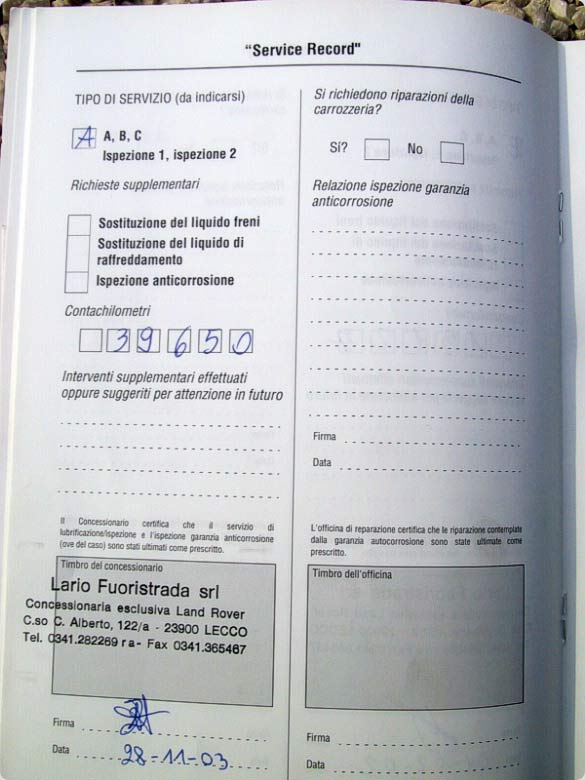 "Service Record"
TIPO DI SERVIZIO (da indicarsi)
A A, B, C
Ispezione 1, ispezione 2
Richieste supplementari
Sostituzione del liquido freni
Sostituzione del liquido di
raffreddamento
Ispezione anticorrosione
Contachilometri
39650
Interventi supplementari effettuati
oppure suggeriti per attenzione in futuro
Il Concessionario certifica che il servizio di
lubrificazione/ispezione e l'ispezione garanzia anticorrosione
(ove del caso) sono stati ultimati come prescritto.
Timbro del concessionario
Lario Fuoristrada srl
Concessionaria esclusiva Land Rover
C.so C. Alberto, 122/a - 23900 LECCO
Tel. 0341.282269 r a - Fax 0341.365467
Firma
Data 28-11-03
Si richiedono riparazioni della
carrozzeria?
Sí? No
Relazione ispezione garanzia
anticorrosione
Firma
Data
L'officina di reparazione certifica che le riparazione contemplate
dalla garanzia autocorrosione sono state ultimate come
prescritto.
Timbro dell'officina
Firma
Data